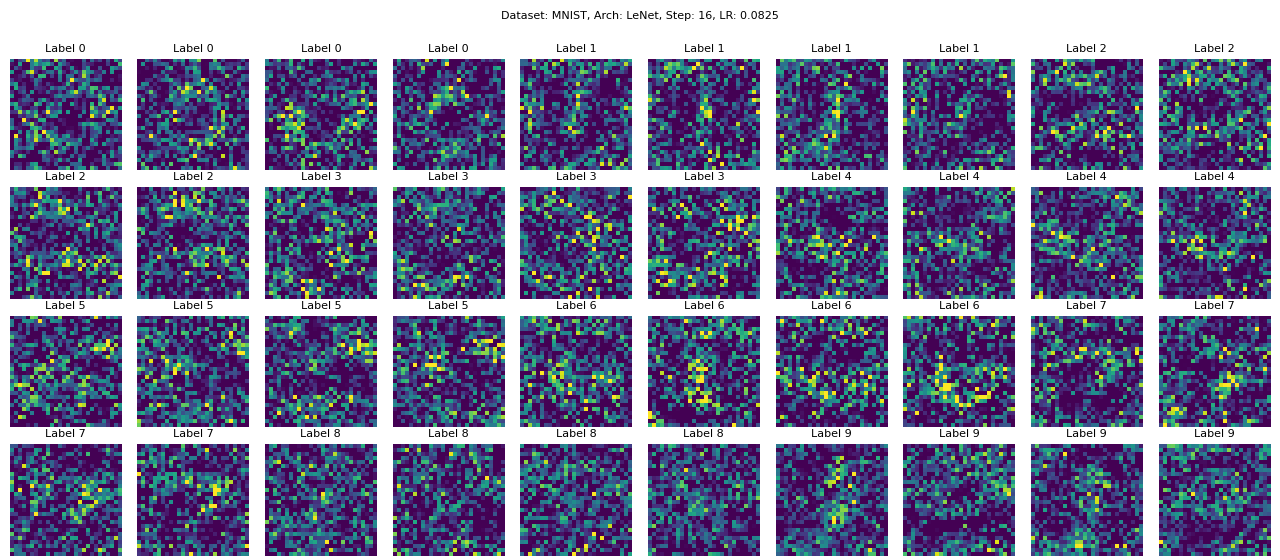 Dataset: MNIST, Arch: LeNet, Step: 16, LR: 0.0825
Label 0 Label 0 Label 0 Label 0 Label 1 Label 1 Label 1 Label 1 Label 2 Label 2
Label 2 Label 2 Label 3 Label 3 Label 3 Label 3 Label 4 Label 4 Label 4 Label 4
Label 5 Label 5 Label 5 Label 5 Label 6 Label 6 Label 6 Label 6 Label 7 Label 7
Label 7 Label 7 Label 8 Label 8 Label 8 Label 8 Label 9 Label 9 Label 9 Label 9